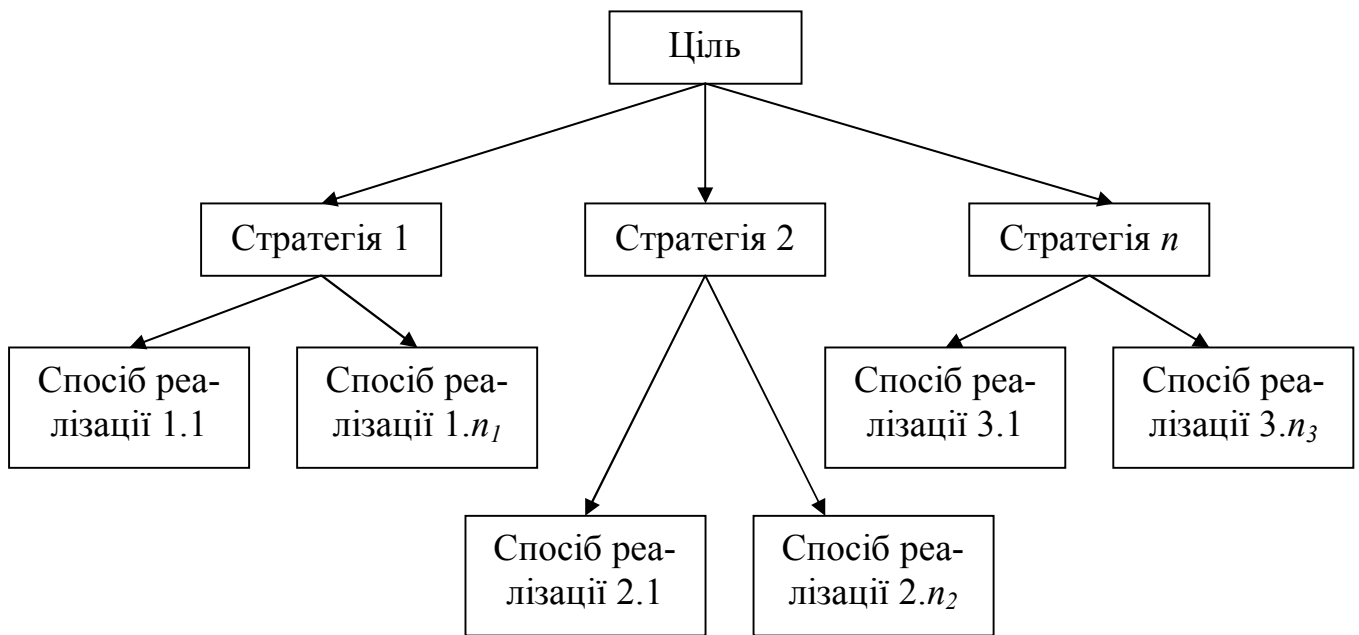 Ціль
Стратегія 1
Стратегія 2
Стратегія n
Спосіб реа-
лізації 1.1
Спосіб реа-
лізації 1.n₁
Спосіб реа-
лізації 3.1
Спосіб реа-
лізації 3.n₃
Спосіб реа-
лізації 2.1
Спосіб реа-
лізації 2.n₂